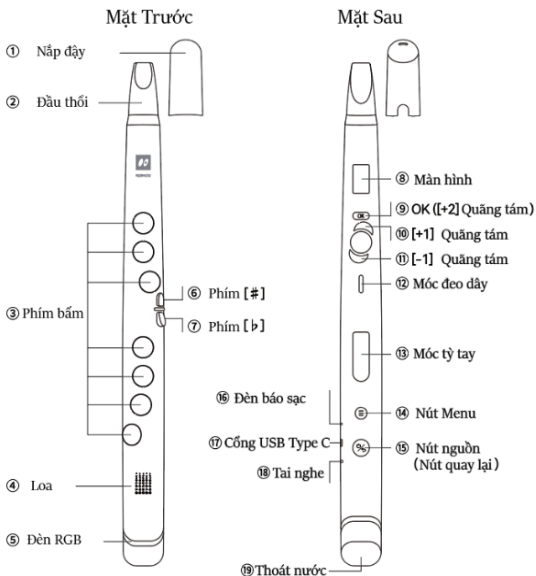 Mặt Trước
① Nắp đậy
② Đầu thổi
③ Phím bấm
⑥ Phím [♯]
⑦ Phím [♭]
④ Loa
⑤ Đèn RGB
Mặt Sau
⑧ Màn hình
OK
⑨ OK ([+2] Quãng tám)
⑩ [+1] Quãng tám
⑪ [-1] Quãng tám
⑫ Móc đeo dây
⑬ Móc tỳ tay
⑭ Nút Menu
⑮ Nút nguồn
(Nút quay lại)
⑯ Đèn báo sạc
⑰ Cổng USB Type C
⑱ Tai nghe
⑲ Thoát nước